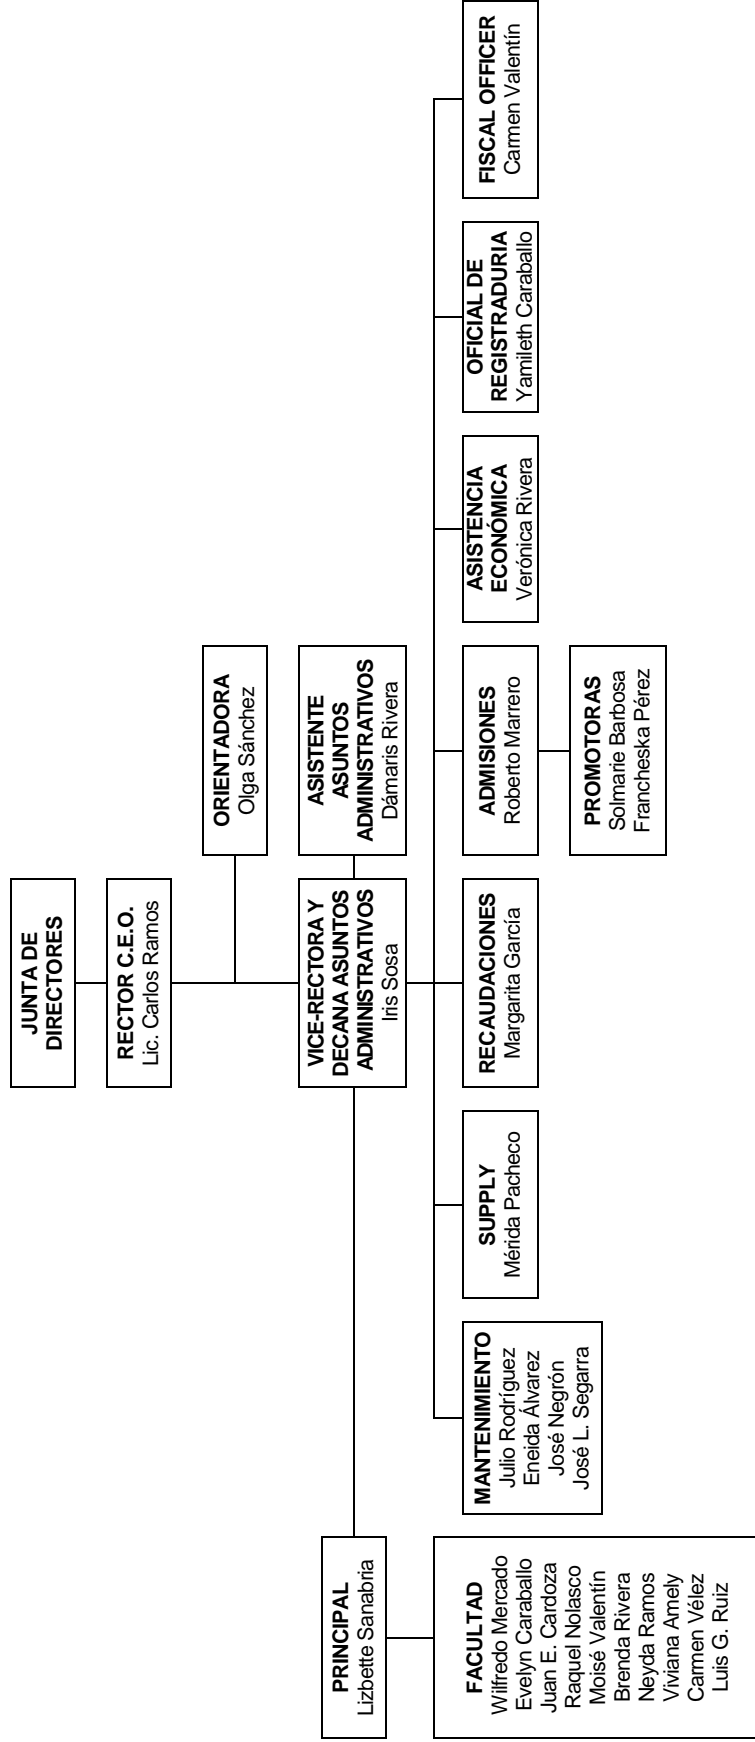 JUNTA DE
DIRECTORES
RECTOR C.E.O.
Lic. Carlos Ramos
ORIENTADORA
Olga Sánchez
PRINCIPAL
Lizbette Sanabria
VICE-RECTORA Y
DECANA ASUNTOS
ADMINISTRATIVOS
Iris Sosa
ASISTENTE
ASUNTOS
ADMINISTRATIVOS
Dámaris Rivera
FACULTAD
Wilfredo Mercado
Evelyn Caraballo
Juan E. Cardoza
Raquel Nolasco
Moisé Valentín
Brenda Rivera
Neyda Ramos
Viviana Amely
Carmen Vélez
Luis G. Ruiz
MANTENIMIENTO
Julio Rodríguez
Eneida Álvarez
José Negrón
José L. Segarra
SUPPLY
Mérida Pacheco
RECAUDACIONES
Margarita García
ADMISIONES
Roberto Marrero
ASISTENCIA
ECONÓMICA
Verónica Rivera
OFICIAL DE
REGISTRADURIA
Yamileth Caraballo
FISCAL OFFICER
Carmen Valentín
PROMOTORAS
Solmarie Barbosa
Francheska Pérez